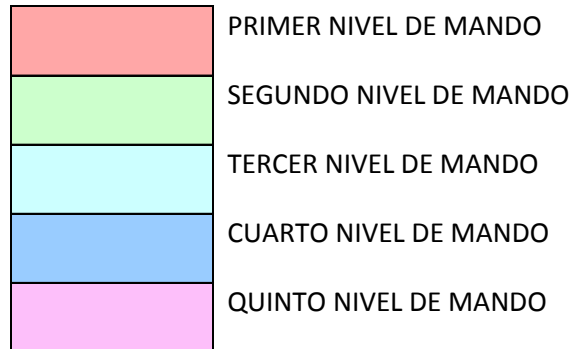 PRIMER NIVEL DE MANDO
SEGUNDO NIVEL DE MANDO
TERCER NIVEL DE MANDO
CUARTO NIVEL DE MANDO
QUINTO NIVEL DE MANDO